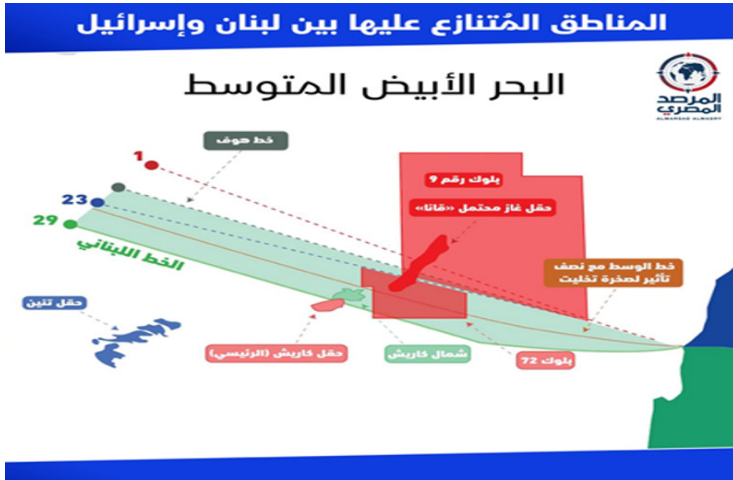 المناطق المُتنازع عليها بين لبنان وإسرائيل
البحر الأبيض المتوسط
المرصد
المصري
ALMARSAD ALMASRY
خط هوف
1
بلوك رقم 9
23
حقل غاز محتمل «قانا»
29
الخط اللبناني
خط الوسط مع نصف
تأثير لصخرة تخليت
حقل تنين
حقل كاريش (الرئيسي)
شمال كاريش
بلوك 72